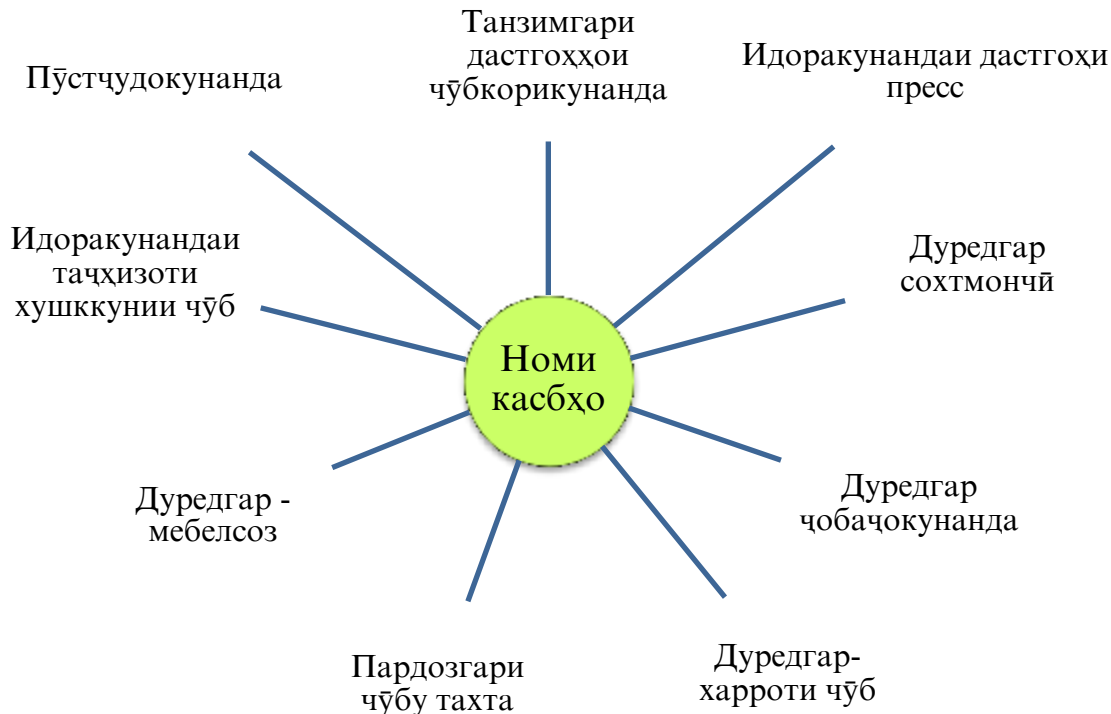 Танзимгари
дастгоҳҳои
чӯбкорикунанда
Идоракунандаи дастгоҳи
пресс
Пӯстҷудокунанда
Идоракунандаи
таҷҳизоти
хушккунии чӯб
Дуредгар
сохтмончӣ
Номи
касбҳо
Дуредгар -
мебелсоз
Дуредгар
ҷобаҷокунанда
Пардозгари
чӯбу тахта
Дуредгар-
харроти чӯб